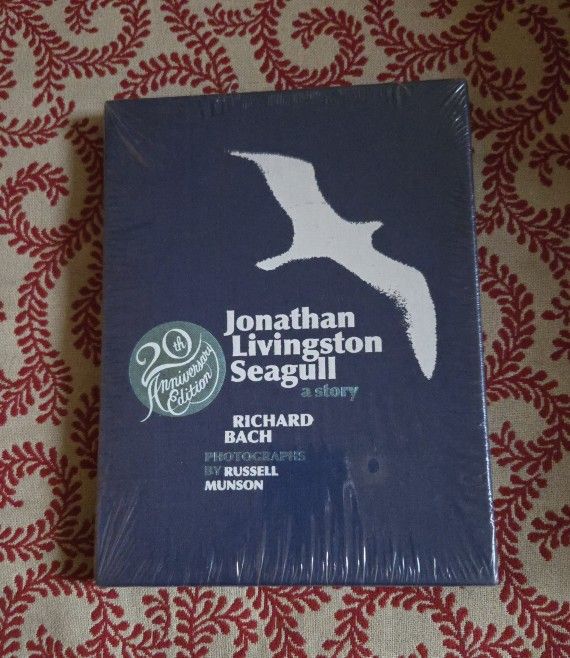 20th
Anniversary
Edition
Jonathan
Livingston
Seagull
a story
RICHARD
BACH
PHOTOGRAPHS
BY RUSSELL
MUNSON